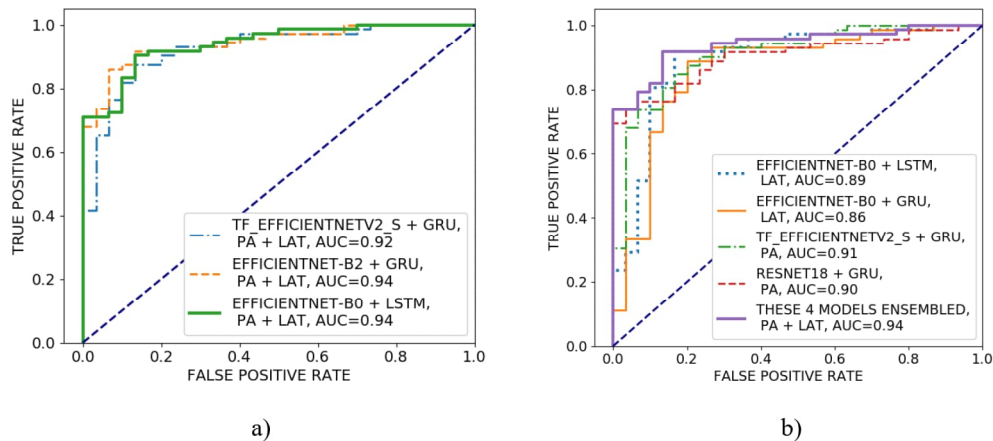 1.0
0.8
0.6
0.4
0.2
0.0
TRUE POSITIVE RATE
0.0 0.2 0.4 0.6 0.8 1.0
FALSE POSITIVE RATE
TF_EFFICIENTNETV2_S + GRU,
PA + LAT, AUC=0.92
EFFICIENTNET-B2 + GRU,
PA + LAT, AUC=0.94
EFFICIENTNET-B0 + LSTM,
PA + LAT, AUC=0.94
a)
1.0
0.8
0.6
0.4
0.2
0.0
TRUE POSITIVE RATE
0.0 0.2 0.4 0.6 0.8 1.0
FALSE POSITIVE RATE
EFFICIENTNET-B0 + LSTM,
LAT, AUC=0.89
EFFICIENTNET-B0 + GRU,
LAT, AUC=0.86
TF_EFFICIENTNETV2_S + GRU,
PA, AUC=0.91
RESNET18 + GRU,
PA, AUC=0.90
THESE 4 MODELS ENSEMBLED,
PA + LAT, AUC=0.94
b)